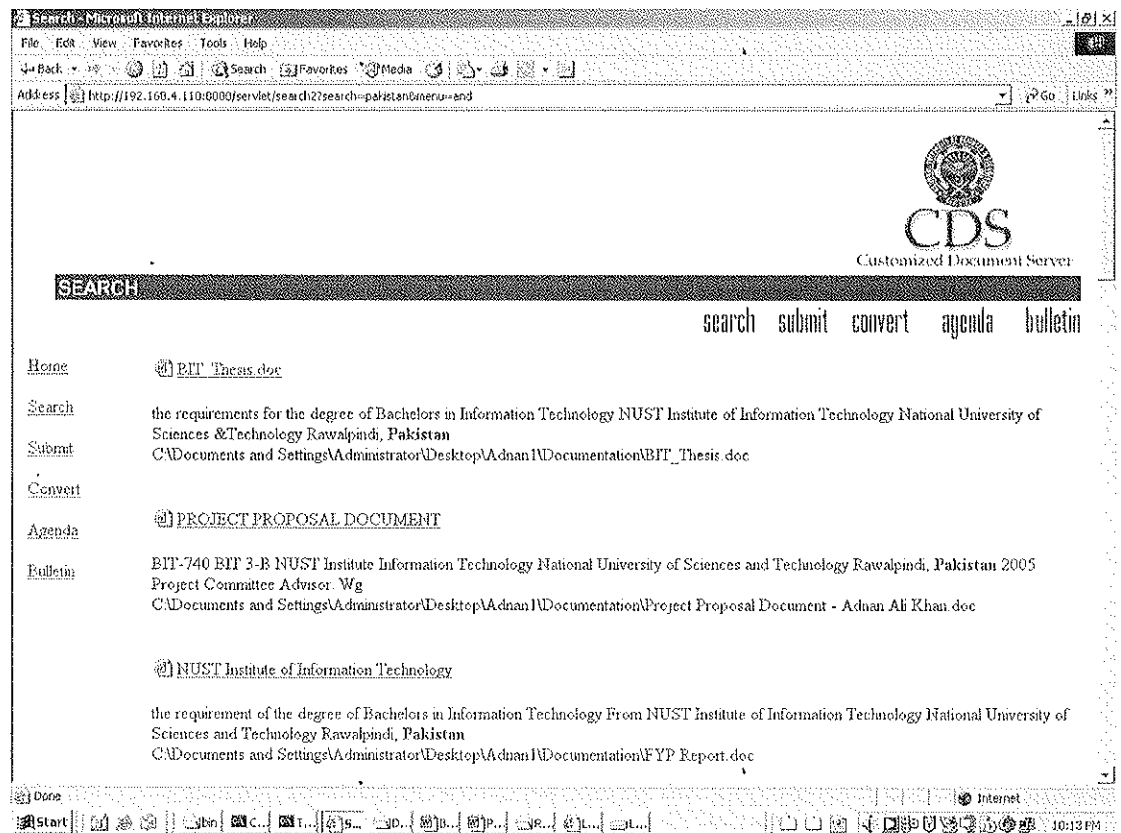 Search - Microsoft Internet Explorer
File Edit View Favorites Tools Help
Back Search Favorites Media
Address http://192.168.4.110:8080/servlet/search2?search=pakistan&menu=and Go Links »
CDS
Customized Document Server
SEARCH
search submit convert agenda bulletin
Home
Search
Submit
Convert
Agenda
Bulletin
BIT_Thesis.doc
the requirements for the degree of Bachelors in Information Technology NUST Institute of Information Technology National University of
Sciences &Technology Rawalpindi, Pakistan
C:\Documents and Settings\Administrator\Desktop\Adnan1\Documentation\BIT_Thesis.doc
PROJECT PROPOSAL DOCUMENT
BIT-740 BIT 3-B NUST Institute Information Technology National University of Sciences and Technology Rawalpindi, Pakistan 2005
Project Committee Advisor. Wg
C:\Documents and Settings\Administrator\Desktop\Adnan1\Documentation\Project Proposal Document - Adnan Ali Khan.doc
NUST Institute of Information Technology
the requirement of the degree of Bachelors in Information Technology From NUST Institute of Information Technology National University of
Sciences and Technology Rawalpindi, Pakistan
C:\Documents and Settings\Administrator\Desktop\Adnan1\Documentation\FYP Report.doc
Done Internet
Start bin C... T... S... D... B... P... R... L... L... 10:13 PM